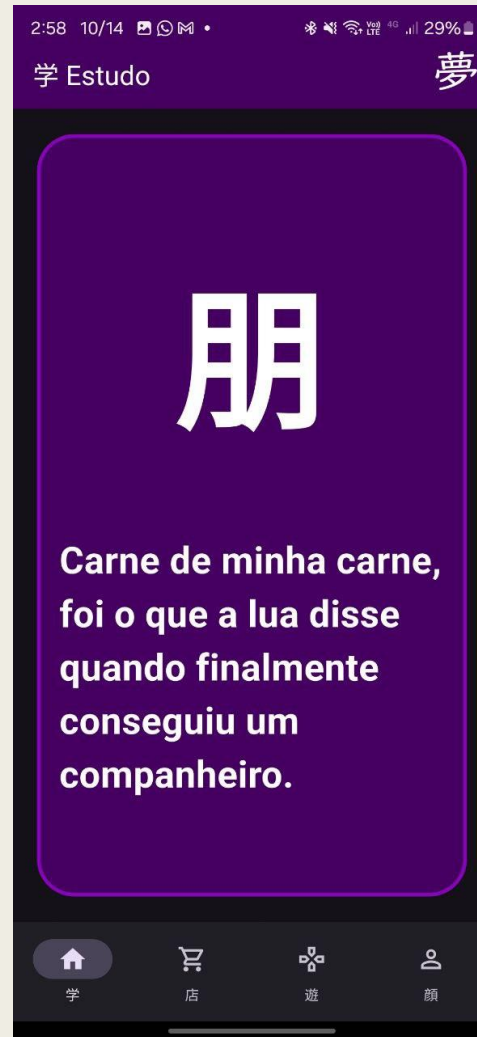 2:58 10/14 4G 29%
学 Estudo 夢
朋
Carne de minha carne,
foi o que a lua disse
quando finalmente
conseguiu um
companheiro.
学 店 遊 顔